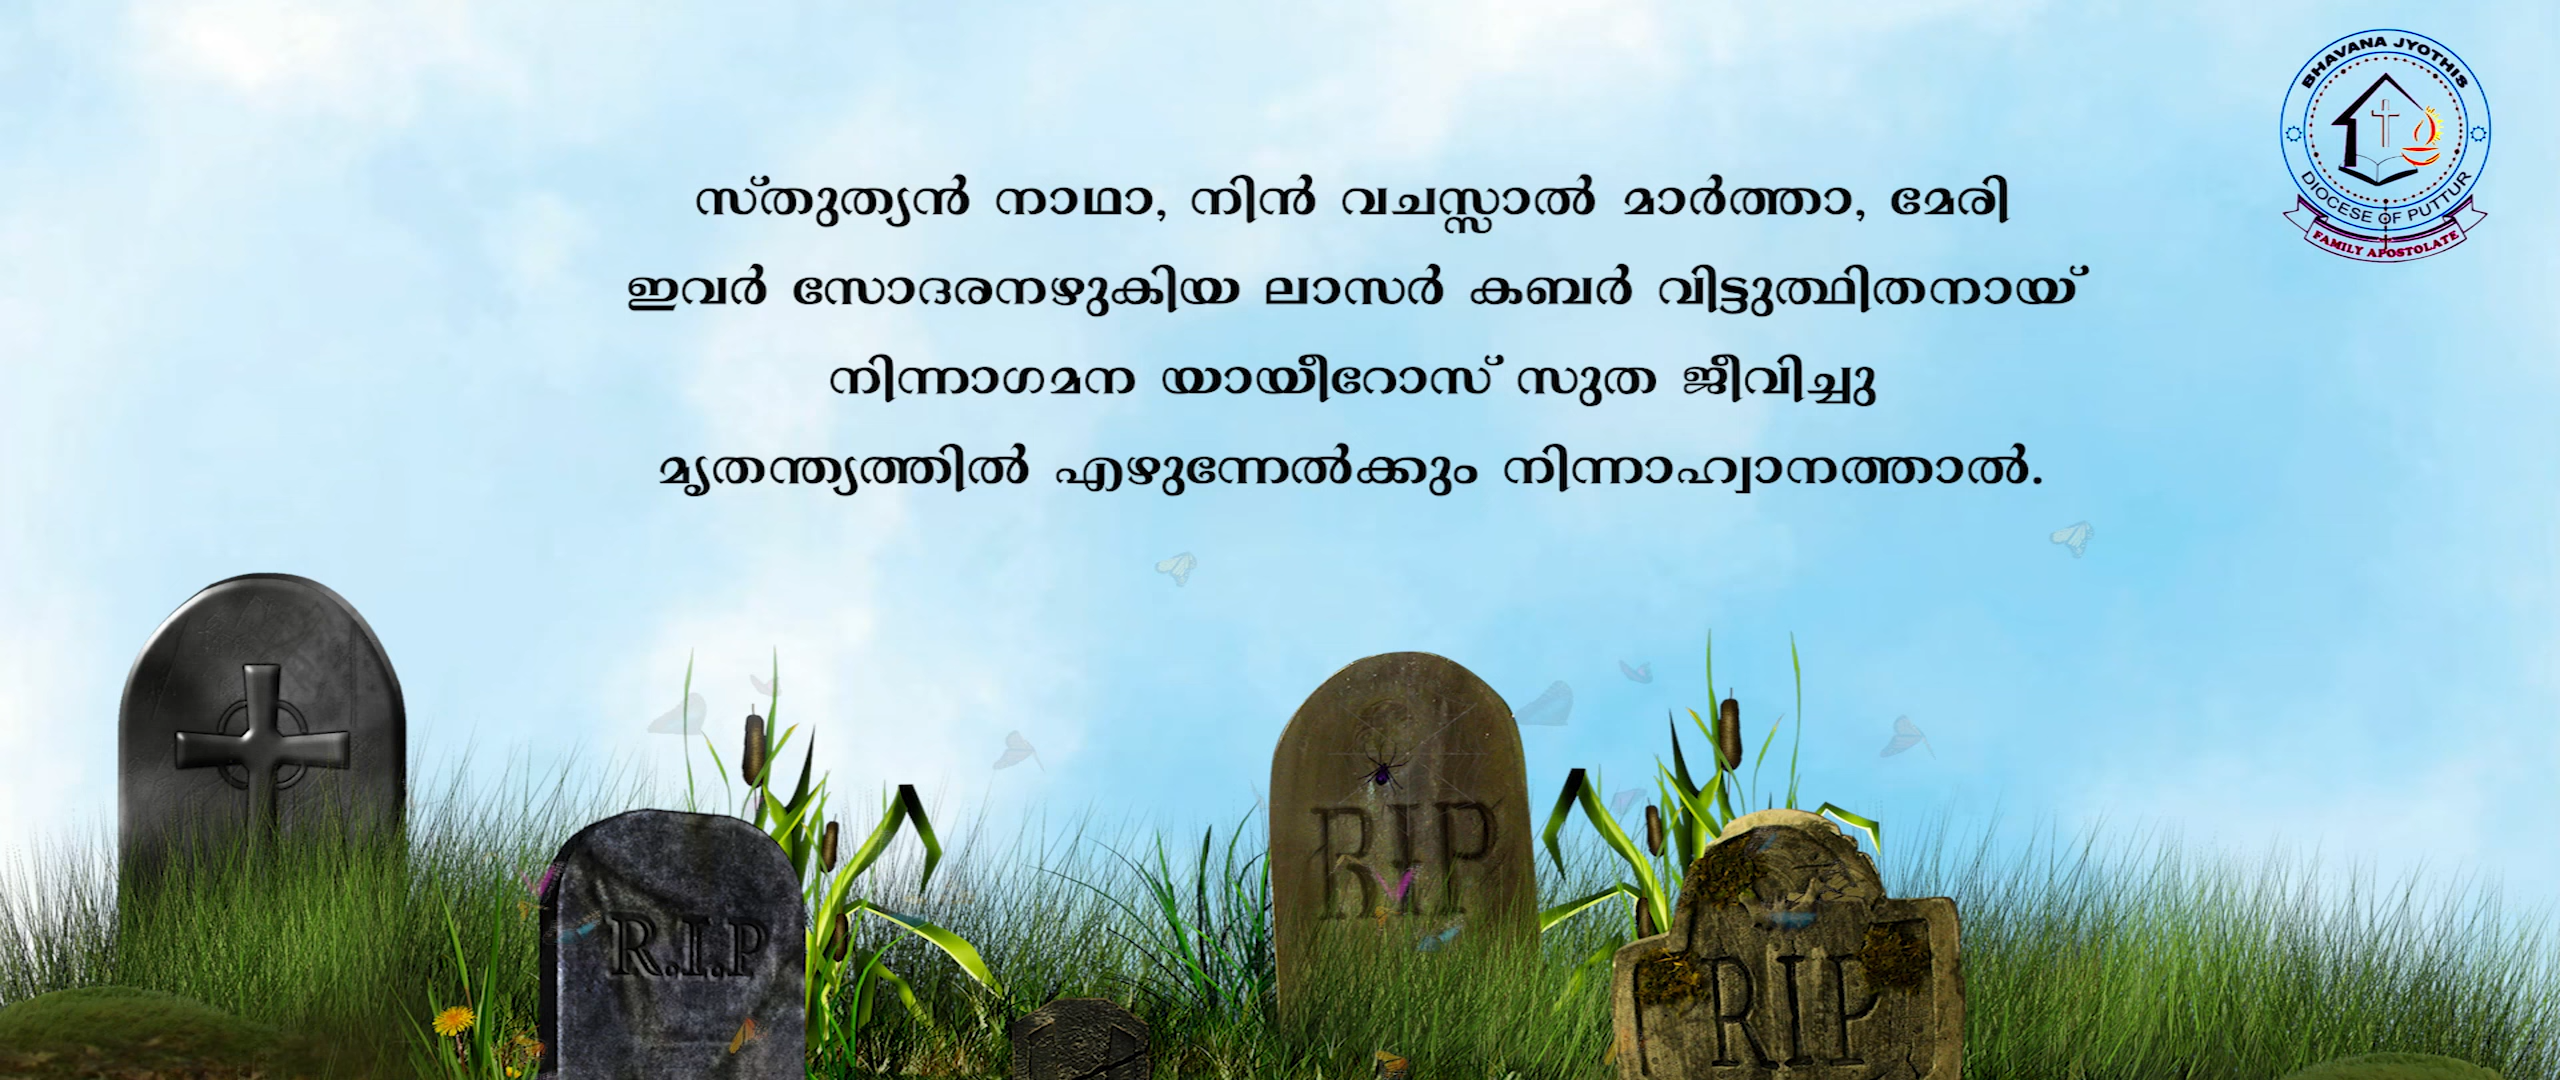 സ്തുത്യൻ നാഥാ, നിൻ വചസ്സാൽ മാർത്താ, മേരി
ഇവർ സോദരനഴുകിയ ലാസർ കബർ വിട്ടുത്ഥിതനായ്
നിന്നാഗമന യായീറോസ് സുത ജീവിച്ചു
മൃതന്ത്യത്തിൽ എഴുന്നേൽക്കും നിന്നാഹ്വാനത്താൽ.
BHAVANA JYOTHIS
DIOCESE OF PUTTUR
FAMILY APOSTOLATE
RIP
R.I.P
RIP